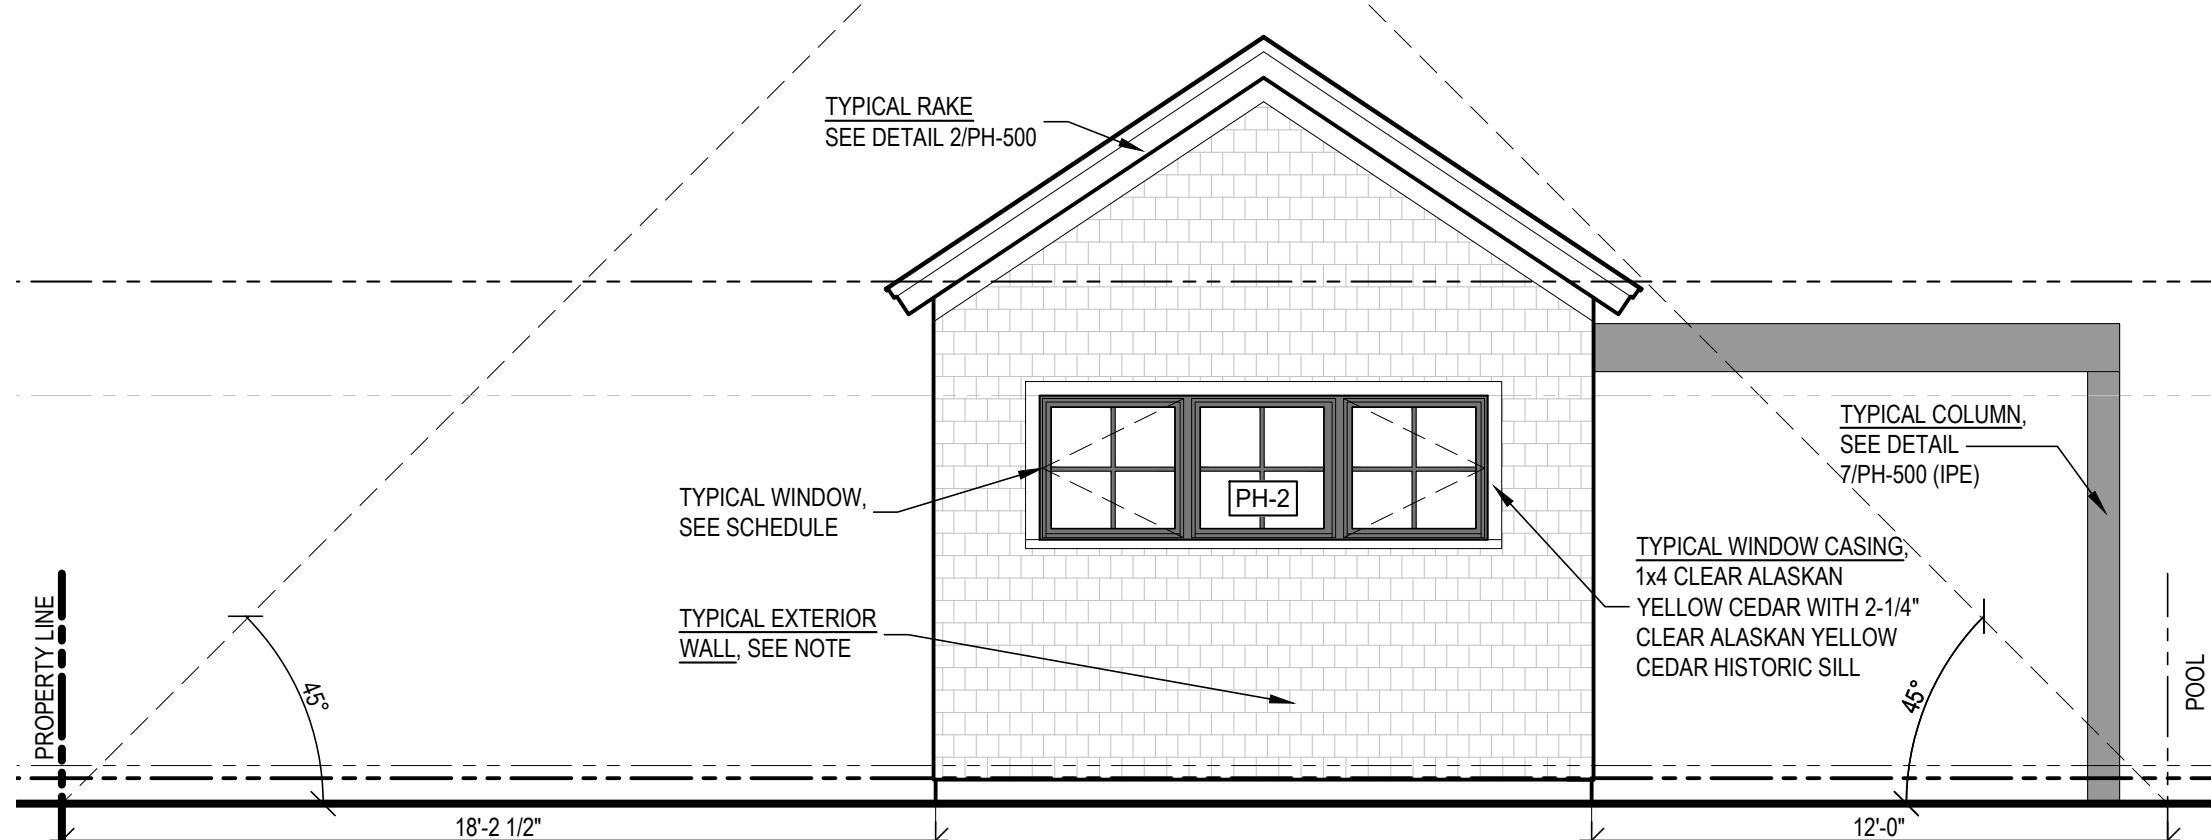 TYPICAL RAKE
SEE DETAIL 2/PH-500
TYPICAL COLUMN,
SEE DETAIL
7/PH-500 (IPE)
TYPICAL WINDOW,
SEE SCHEDULE
PH-2
TYPICAL WINDOW CASING,
1x4 CLEAR ALASKAN
YELLOW CEDAR WITH 2-1/4"
CLEAR ALASKAN YELLOW
CEDAR HISTORIC SILL
TYPICAL EXTERIOR
WALL, SEE NOTE
PROPERTY LINE
45°
45°
POOL
18'-2 1/2"
12'-0"